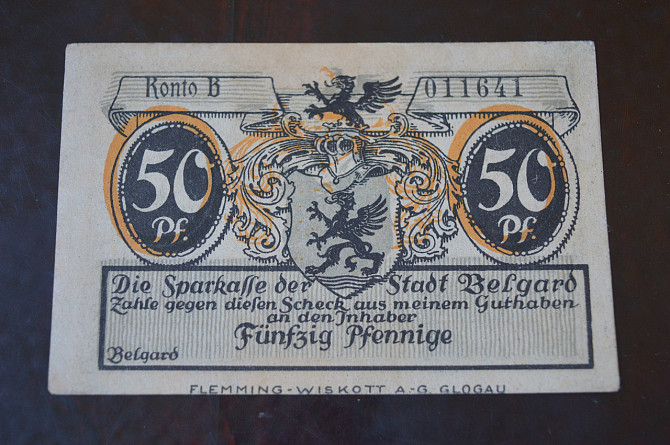 Konto B 011641
50 Pf. 50 Pf.
Die Sparkasse der Stadt Belgard
Zahle gegen diesen Scheck aus meinem Guthaben
an den Inhaber
Fünfzig Pfennige
Belgard
FLEMMING-WISKOTT A.-G. GLOGAU